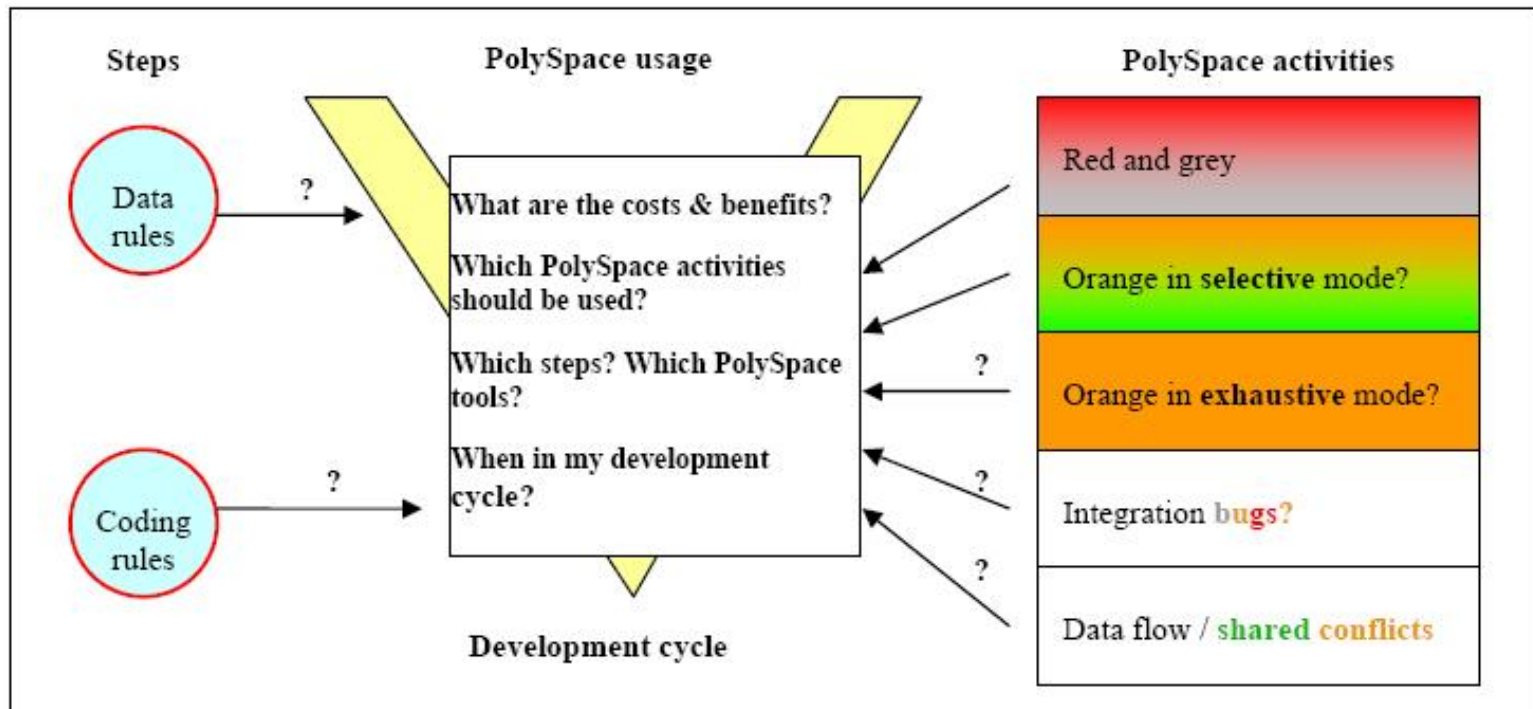 Steps
PolySpace usage
PolySpace activities
Data
rules
?
Coding
rules
?
What are the costs & benefits?
Which PolySpace activities
should be used?
Which steps? Which PolySpace
tools?
When in my development
cycle?
Development cycle
?
?
?
Red and grey
Orange in selective mode?
Orange in exhaustive mode?
Integration bugs?
Data flow / shared conflicts